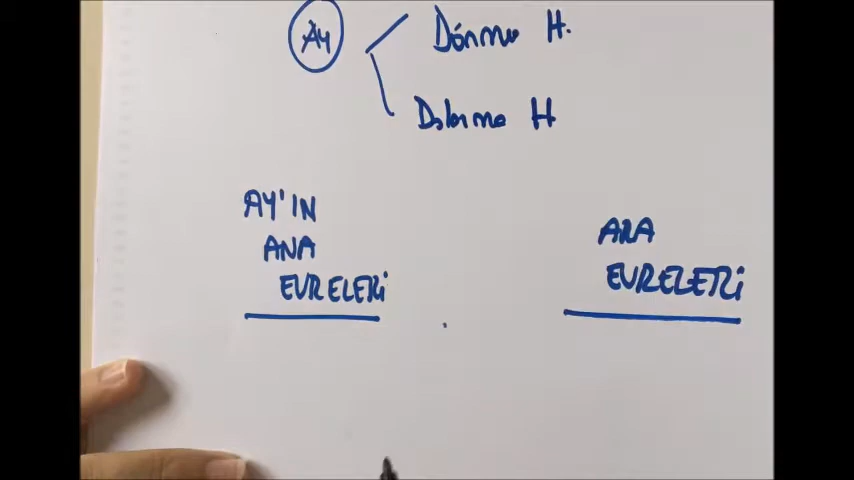 AY
Dönme H.
Dolanma H
AY'IN
ANA
EVRELERİ
ARA
EVRELERİ